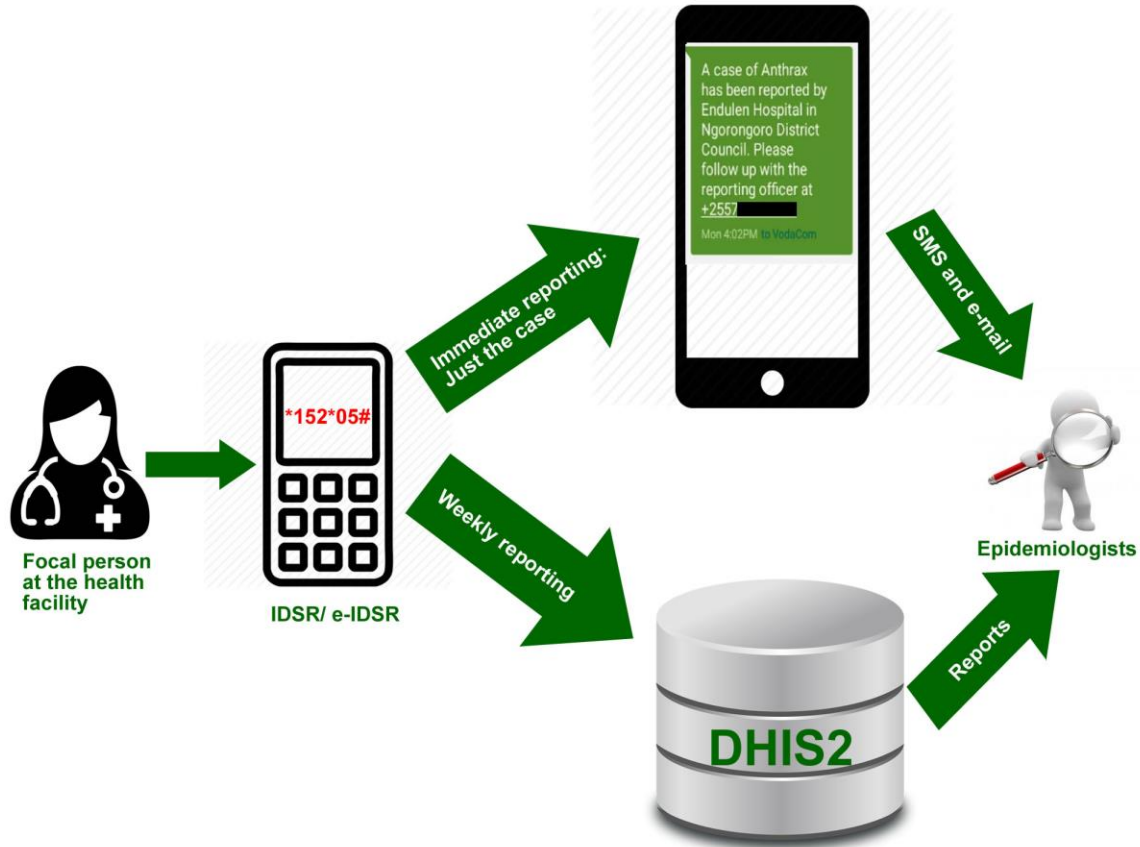 A case of Anthrax
has been reported by
Endulen Hospital in
Ngorongoro District
Council. Please
follow up with the
reporting officer at
+2557
Mon 4:02PM to VodaCom
SMS and e-mail
Immediate reporting:
Just the case
*152*05#
Weekly reporting
Focal person
at the health
facility
IDSR/ e-IDSR
Epidemiologists
Reports
DHIS2